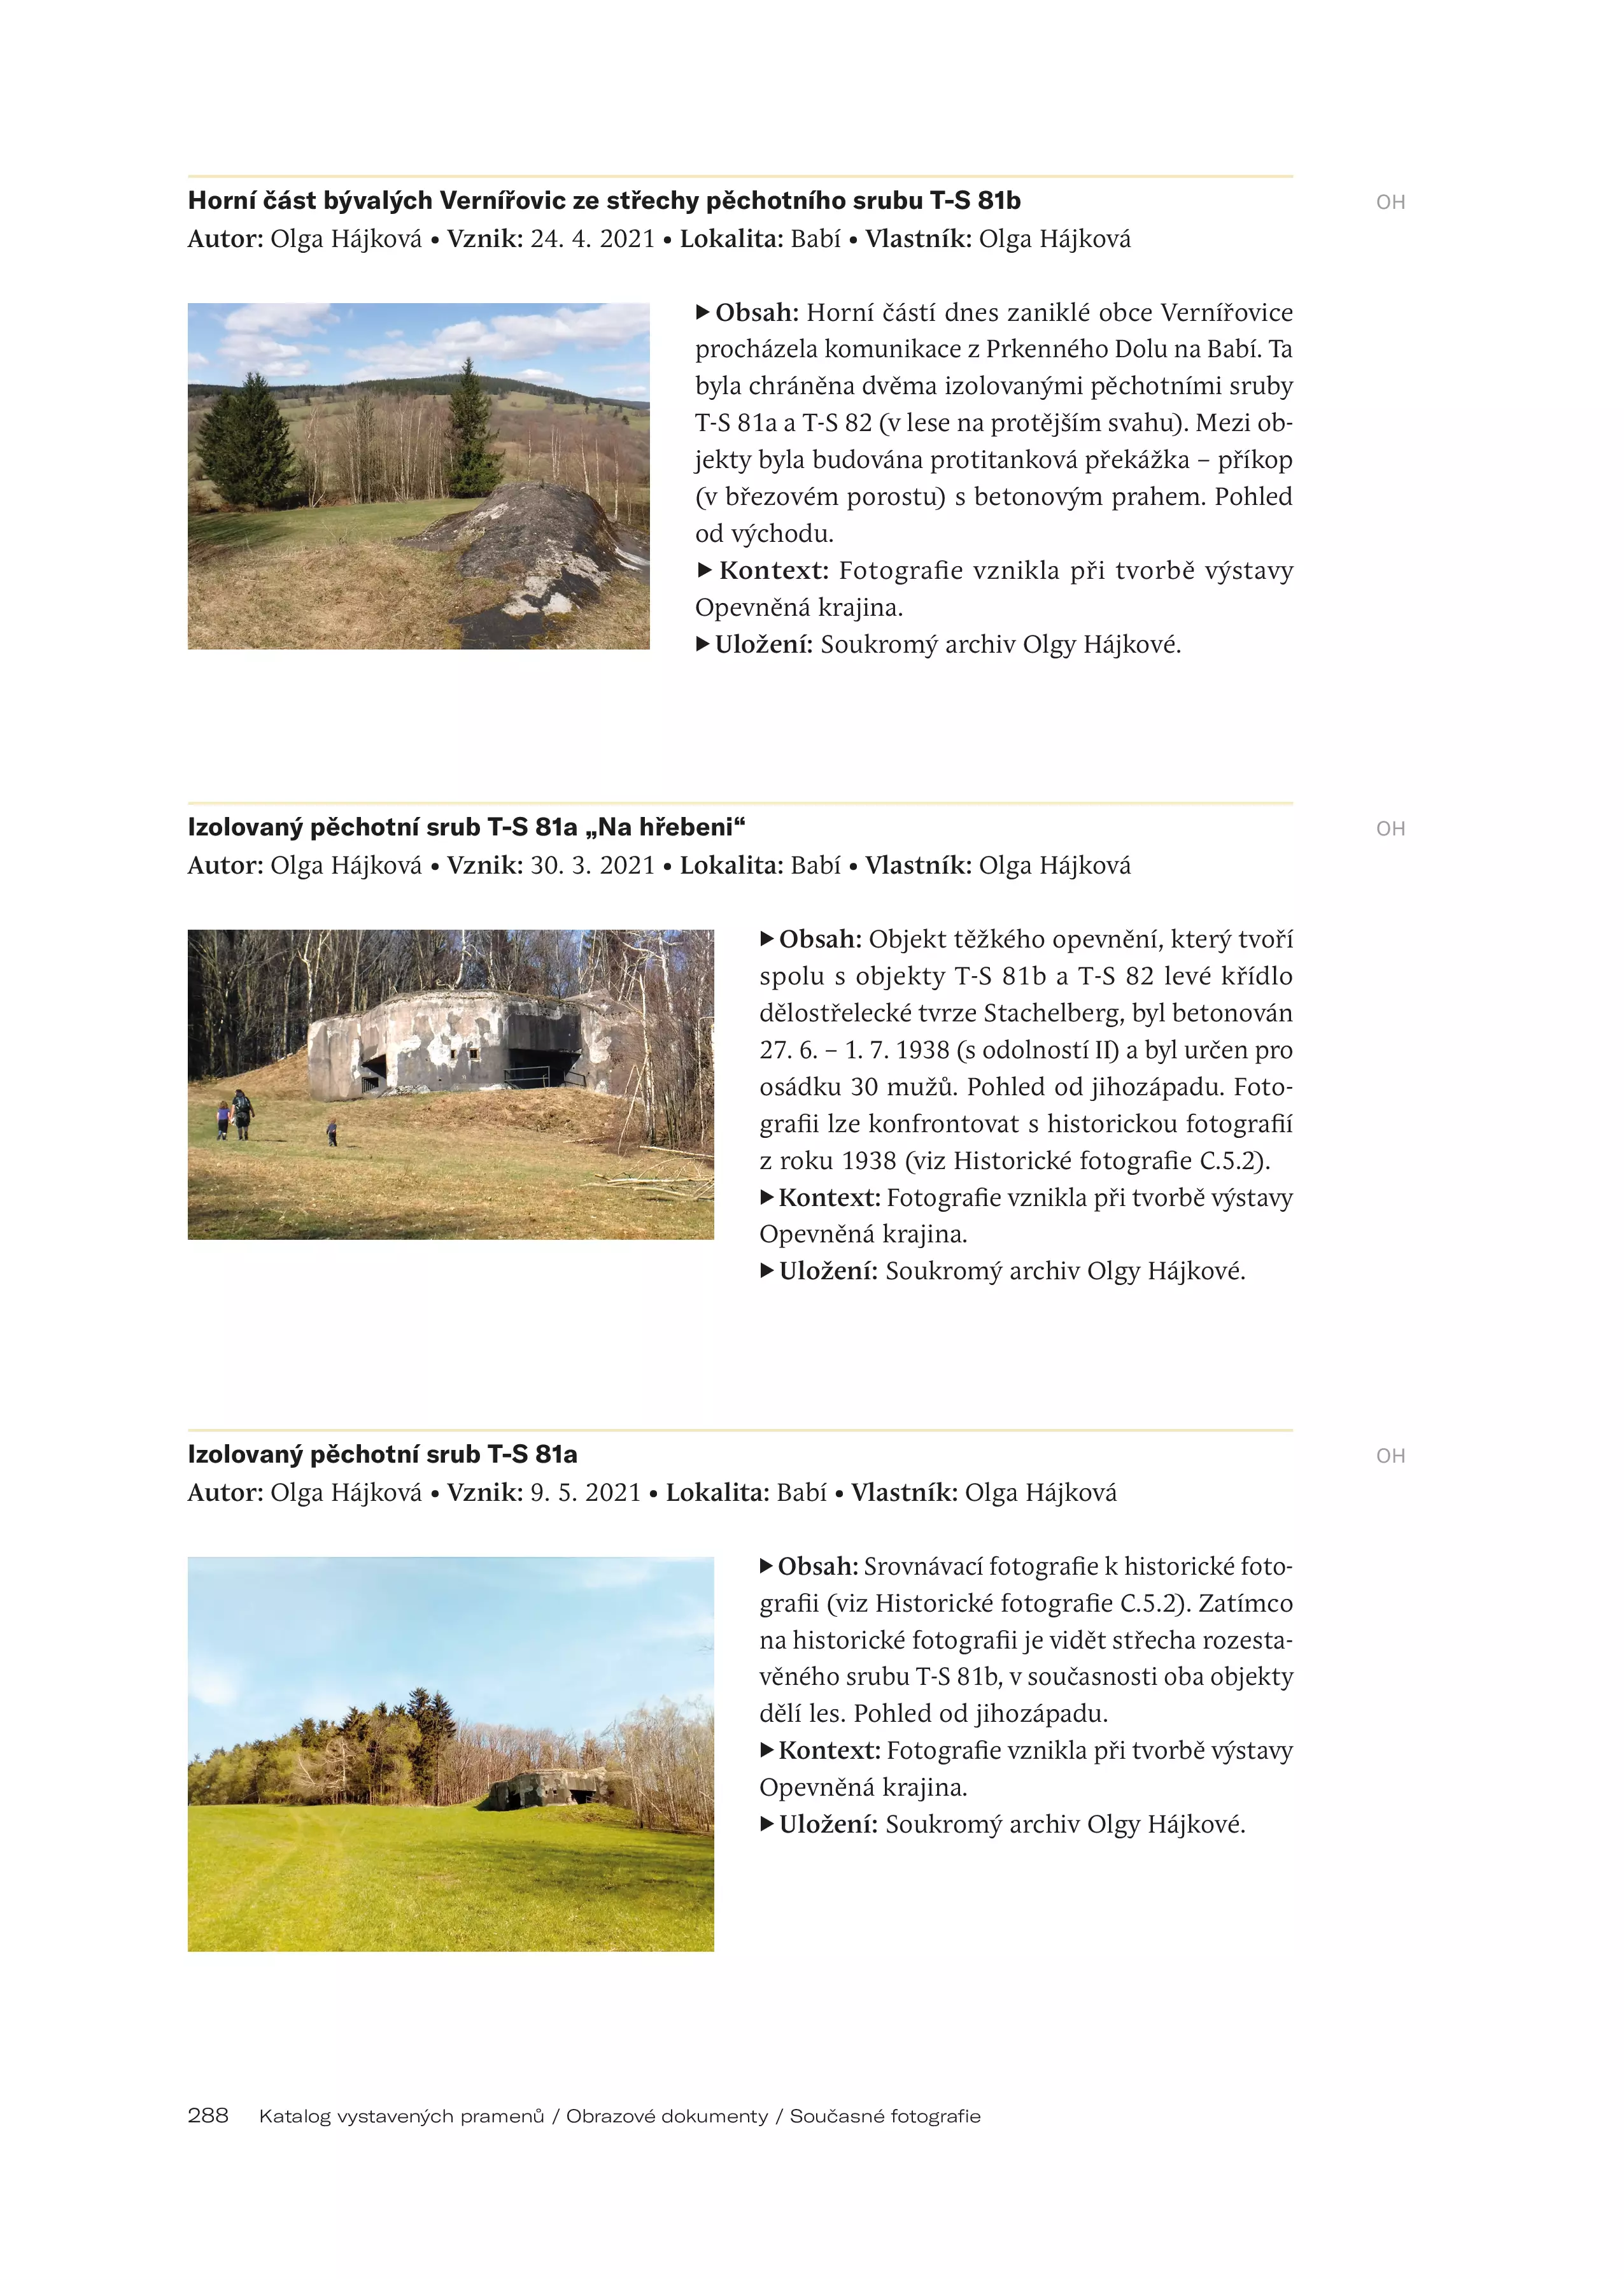 Horní část bývalých Vernířovic ze střechy pěchotního srubu T-S 81b
OH
Autor: Olga Hájková • Vznik: 24. 4. 2021 • Lokalita: Babí • Vlastník: Olga Hájková
▶ Obsah: Horní částí dnes zaniklé obce Vernířovice
procházela komunikace z Prkenného Dolu na Babí. Ta
byla chráněna dvěma izolovanými pěchotními sruby
T-S 81a a T-S 82 (v lese na protějším svahu). Mezi ob-
jekty byla budována protitanková překážka – příkop
(v březovém porostu) s betonovým prahem. Pohled
od východu.
▶ Kontext: Fotografie vznikla při tvorbě výstavy
Opevněná krajina.
▶ Uložení: Soukromý archiv Olgy Hájkové.
Izolovaný pěchotní srub T-S 81a „Na hřebeni“
OH
Autor: Olga Hájková • Vznik: 30. 3. 2021 • Lokalita: Babí • Vlastník: Olga Hájková
▶ Obsah: Objekt těžkého opevnění, který tvoří
spolu s objekty T-S 81b a T-S 82 levé křídlo
dělostřelecké tvrze Stachelberg, byl betonován
27. 6. – 1. 7. 1938 (s odolností II) a byl určen pro
osádku 30 mužů. Pohled od jihozápadu. Foto-
grafii lze konfrontovat s historickou fotografií
z roku 1938 (viz Historické fotografie C.5.2).
▶ Kontext: Fotografie vznikla při tvorbě výstavy
Opevněná krajina.
▶ Uložení: Soukromý archiv Olgy Hájkové.
Izolovaný pěchotní srub T-S 81a
OH
Autor: Olga Hájková • Vznik: 9. 5. 2021 • Lokalita: Babí • Vlastník: Olga Hájková
▶ Obsah: Srovnávací fotografie k historické foto-
grafii (viz Historické fotografie C.5.2). Zatímco
na historické fotografii je vidět střecha rozesta-
věného srubu T-S 81b, v současnosti oba objekty
dělí les. Pohled od jihozápadu.
▶ Kontext: Fotografie vznikla při tvorbě výstavy
Opevněná krajina.
▶ Uložení: Soukromý archiv Olgy Hájkové.
288 Katalog vystavených pramenů / Obrazové dokumenty / Současné fotografie